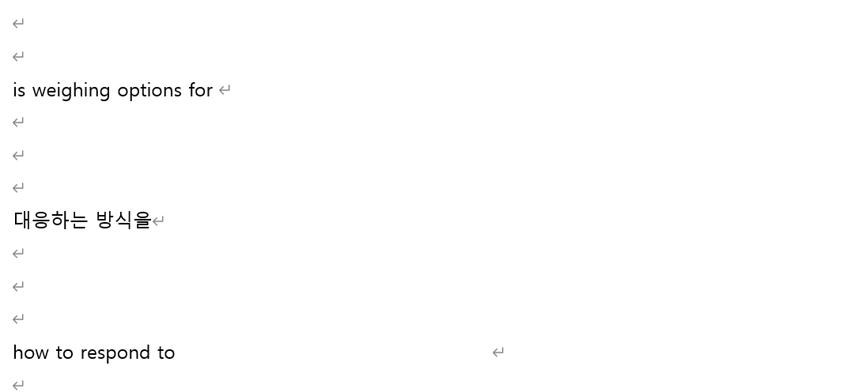 is weighing options for
대응하는 방식을
how to respond to